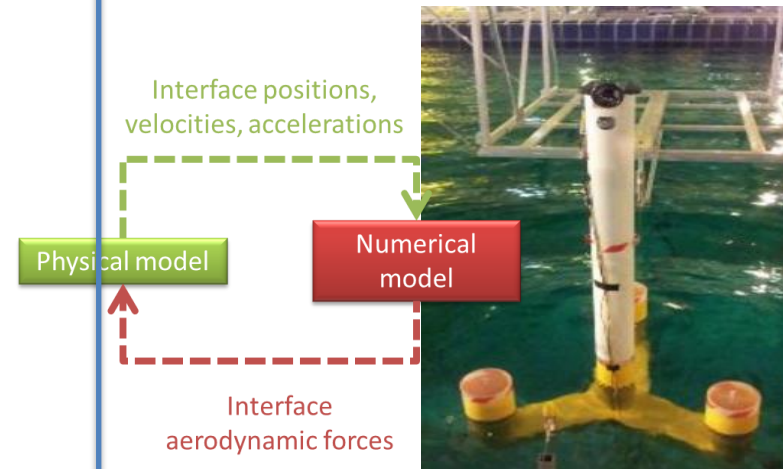 Interface positions,
velocities, accelerations
Physical model
Numerical
model
Interface
aerodynamic forces